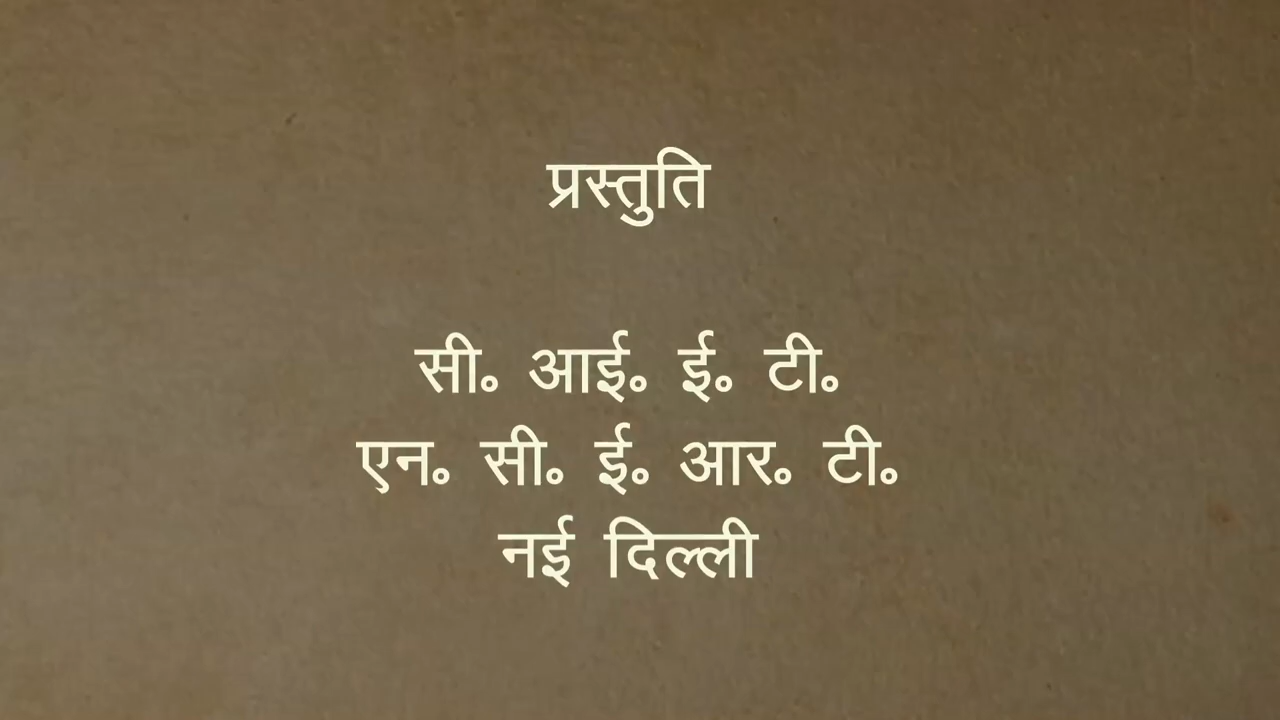 प्रस्तुति
सी॰ आई॰ ई॰ टी॰
एन॰ सी॰ ई॰ आर॰ टी॰
नई दिल्ली